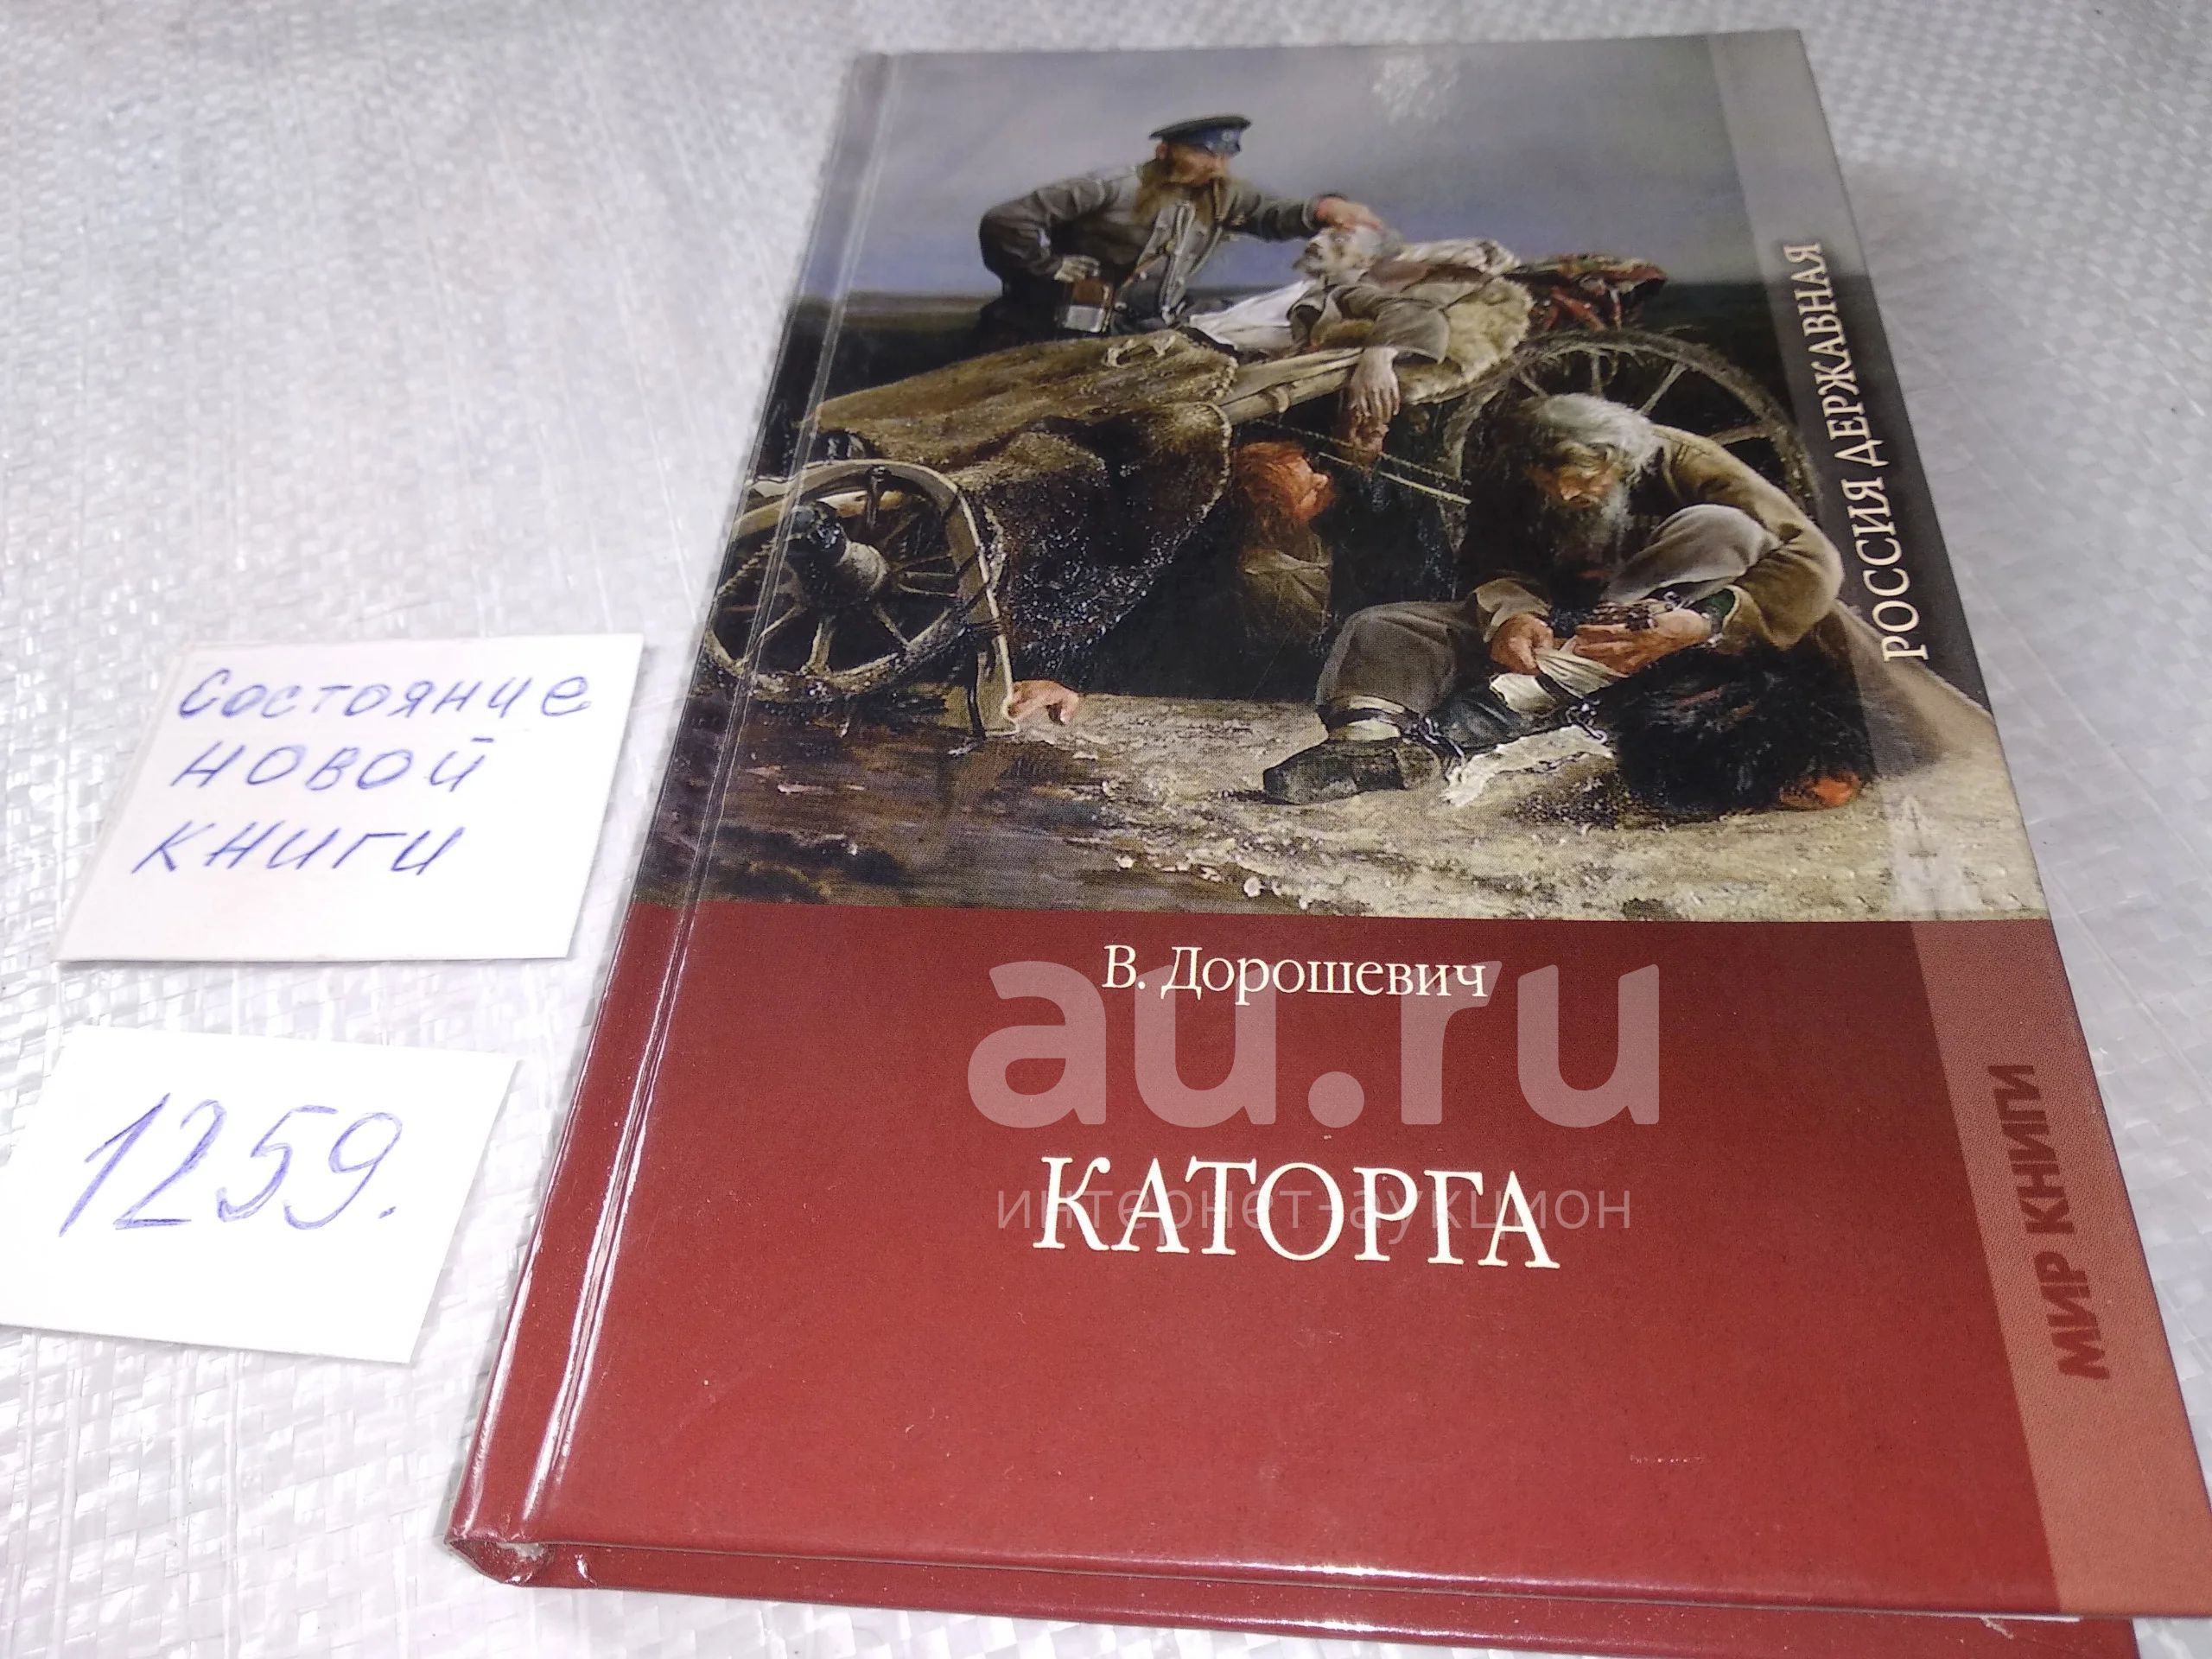 РОССИЯ ДЕРЖАВНАЯ
Состояние
новой
книги
В. Дорошевич
au.ru
1259.
КАТОРГА
интернет-аукцион
МИР КНИГИ